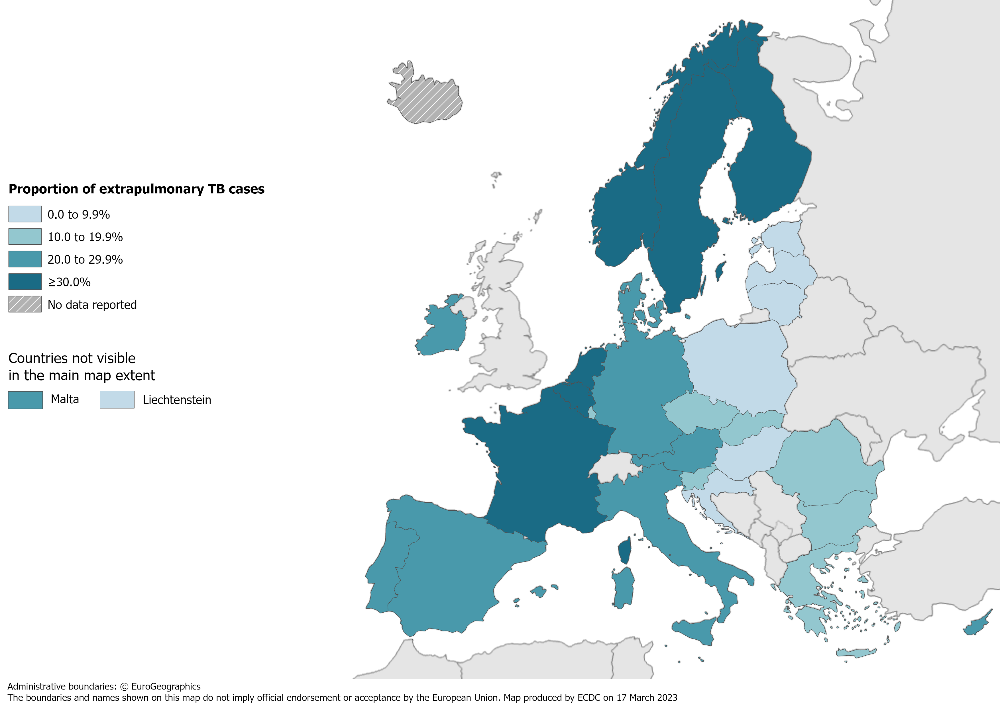 Proportion of extrapulmonary TB cases
0.0 to 9.9%
10.0 to 19.9%
20.0 to 29.9%
≥30.0%
No data reported
Countries not visible
in the main map extent
Malta
Liechtenstein
Administrative boundaries: © EuroGeographics
The boundaries and names shown on this map do not imply official endorsement or acceptance by the European Union. Map produced by ECDC on 17 March 2023